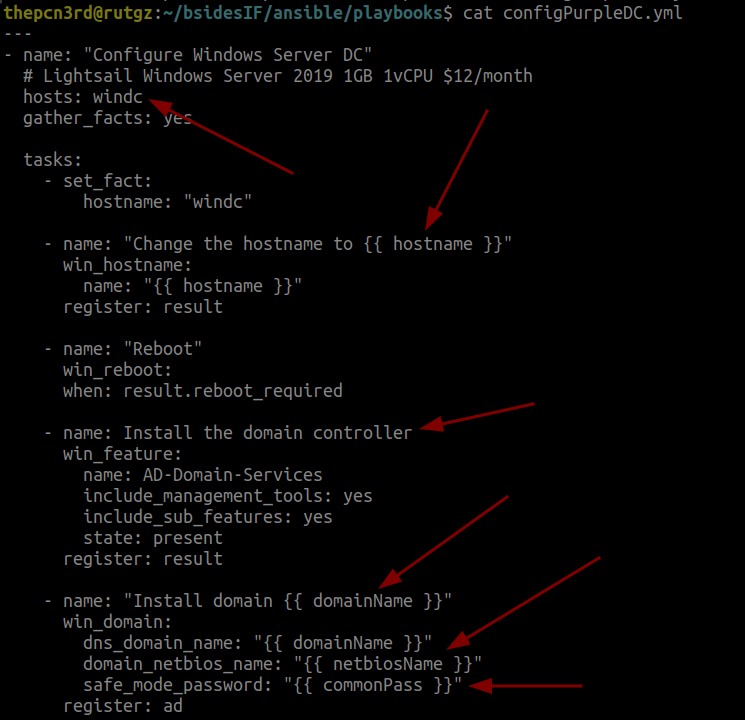 thepcn3rd@rutgz:~/bsidesIF/ansible/playbooks$ cat configPurpleDC.yml
---
- name: "Configure Windows Server DC"
  # Lightsail Windows Server 2019 1GB 1vCPU $12/month
  hosts: windc
  gather_facts: yes
  tasks:
    - set_fact:
        hostname: "windc"
    - name: "Change the hostname to {{ hostname }}"
      win_hostname:
        name: "{{ hostname }}"
      register: result
    - name: "Reboot"
      win_reboot:
      when: result.reboot_required
    - name: Install the domain controller
      win_feature:
        name: AD-Domain-Services
        include_management_tools: yes
        include_sub_features: yes
        state: present
      register: result
    - name: "Install domain {{ domainName }}"
      win_domain:
        dns_domain_name: "{{ domainName }}"
        domain_netbios_name: "{{ netbiosName }}"
        safe_mode_password: "{{ commonPass }}"
      register: ad